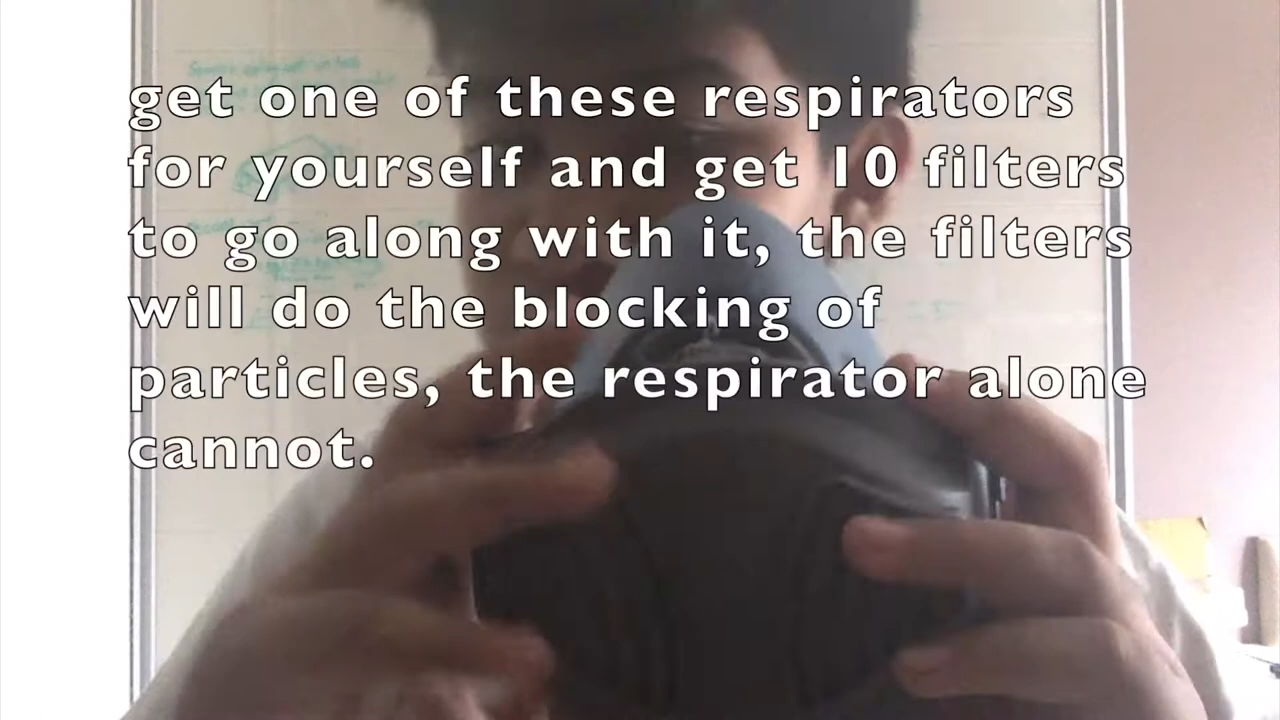 get one of these respirators
for yourself and get 10 filters
to go along with it, the filters
will do the blocking of
particles, the respirator alone
cannot.